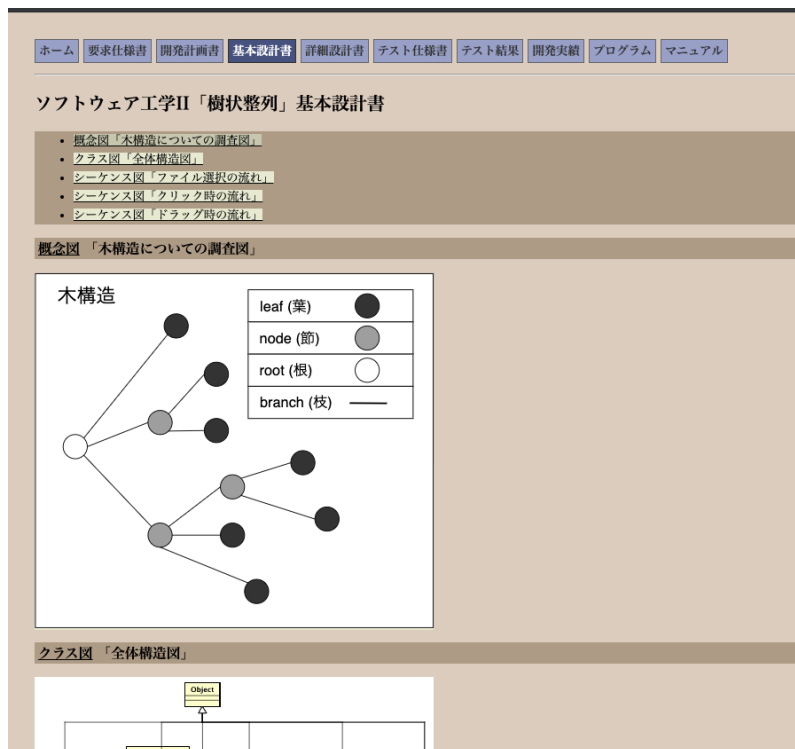 ホーム 要求仕様書 開発計画書 基本設計書 詳細設計書 テスト仕様書 テスト結果 開発実績 プログラム マニュアル
ソフトウェア工学II「樹状整列」基本設計書
概念図「木構造についての調査図」
クラス図「全体構造図」
シーケンス図「ファイル選択の流れ」
シーケンス図「クリック時の流れ」
シーケンス図「ドラッグ時の流れ」
概念図 「木構造についての調査図」
木構造
leaf (葉)
node (節)
root (根)
branch (枝)
クラス図 「全体構造図」
Object